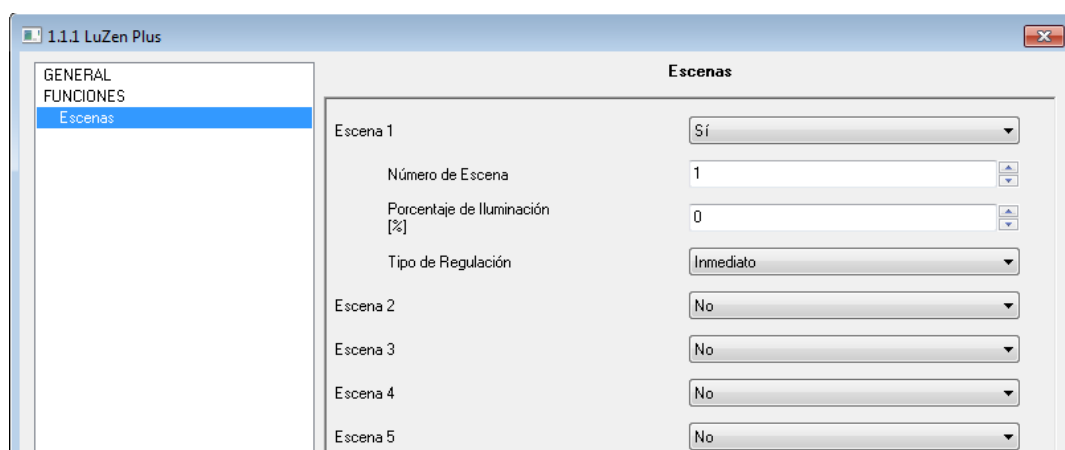 1.1.1 LuZen Plus
GENERAL
FUNCIONES
Escenas
Escenas
Escena 1
Sí
Número de Escena
1
Porcentaje de Iluminación
[%]
0
Tipo de Regulación
Inmediato
Escena 2
No
Escena 3
No
Escena 4
No
Escena 5
No